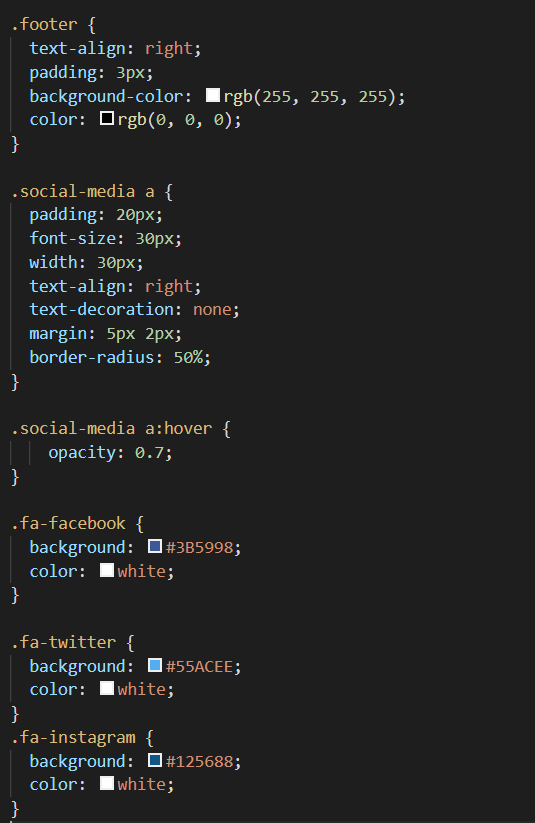 .footer {
  text-align: right;
  padding: 3px;
  background-color: rgb(255, 255, 255);
  color: rgb(0, 0, 0);
}

.social-media a {
  padding: 20px;
  font-size: 30px;
  width: 30px;
  text-align: right;
  text-decoration: none;
  margin: 5px 2px;
  border-radius: 50%;
}

.social-media a:hover {
    opacity: 0.7;
}

.fa-facebook {
  background: #3B5998;
  color: white;
}

.fa-twitter {
  background: #55ACEE;
  color: white;
}
.fa-instagram {
  background: #125688;
  color: white;
}